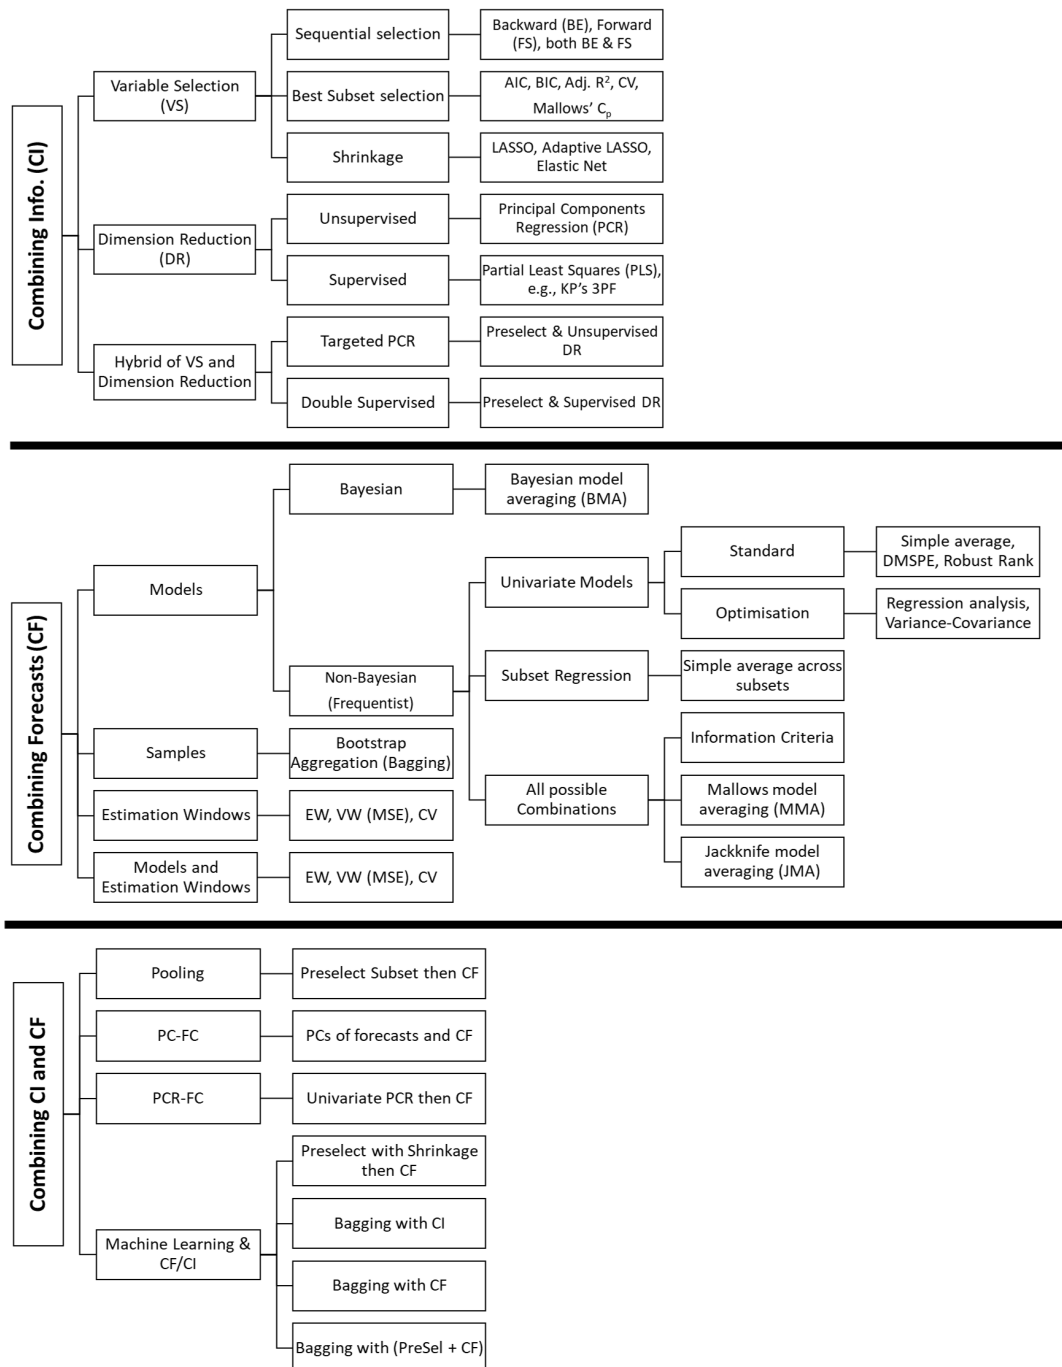 Combining Info. (CI)
Variable Selection
(VS)
Sequential selection
Backward (BE), Forward
(FS), both BE & FS
Best Subset selection
AIC, BIC, Adj. R², CV,
Mallows' Cₚ
Shrinkage
LASSO, Adaptive LASSO,
Elastic Net
Dimension Reduction
(DR)
Unsupervised
Principal Components
Regression (PCR)
Supervised
Partial Least Squares (PLS),
e.g., KP's 3PF
Hybrid of VS and
Dimension Reduction
Targeted PCR
Preselect & Unsupervised
DR
Double Supervised
Preselect & Supervised DR
Combining Forecasts (CF)
Models
Bayesian
Bayesian model
averaging (BMA)
Non-Bayesian
(Frequentist)
Univariate Models
Standard
Simple average,
DMSPE, Robust Rank
Optimisation
Regression analysis,
Variance-Covariance
Subset Regression
Simple average across
subsets
All possible
Combinations
Information Criteria
Mallows model
averaging (MMA)
Jackknife model
averaging (JMA)
Samples
Bootstrap
Aggregation (Bagging)
Estimation Windows
EW, VW (MSE), CV
Models and
Estimation Windows
EW, VW (MSE), CV
Combining CI and CF
Pooling
Preselect Subset then CF
PC-FC
PCs of forecasts and CF
PCR-FC
Univariate PCR then CF
Machine Learning &
CF/CI
Preselect with Shrinkage
then CF
Bagging with CI
Bagging with CF
Bagging with (PreSel + CF)